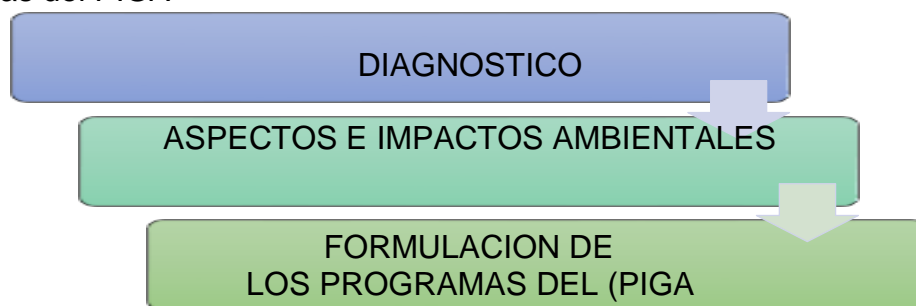 DIAGNOSTICO
ASPECTOS E IMPACTOS AMBIENTALES
FORMULACION DE
LOS PROGRAMAS DEL (PIGA